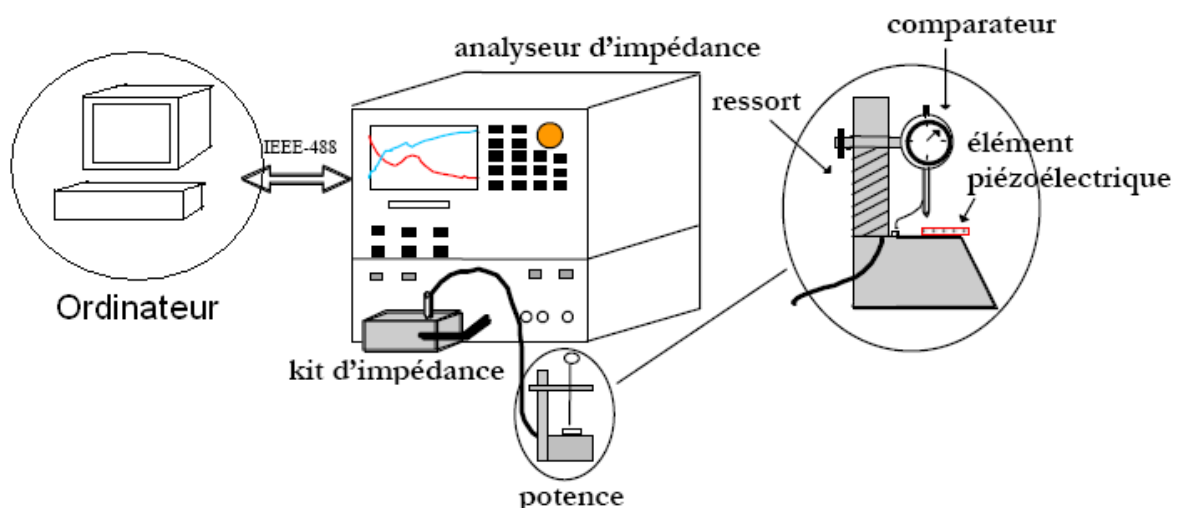 comparateur
analyseur d'impédance
ressort
IEEE-488
élément
piézoélectrique
Ordinateur
kit d'impédance
potence